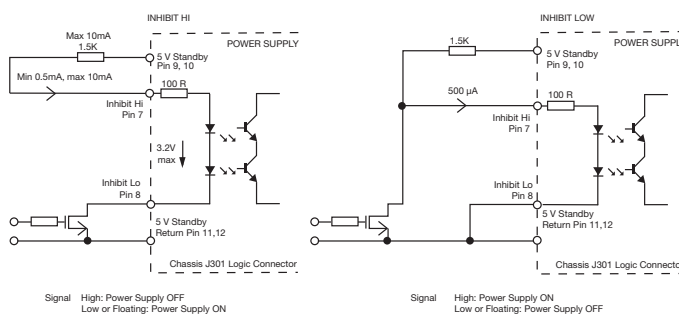 INHIBIT HI
Max 10mA
1.5K
POWER SUPPLY
5 V Standby
Pin 9, 10
Min 0.5mA, max 10mA
100 R
Inhibit Hi
Pin 7
3.2V
max
Inhibit Lo
Pin 8
5 V Standby
Return Pin 11,12
Chassis J301 Logic Connector
Signal High: Power Supply OFF
Low or Floating: Power Supply ON
INHIBIT LOW
1.5K
POWER SUPPL
5 V Standby
Pin 9, 10
500 µA
100 R
Inhibit Hi
Pin 7
Inhibit Lo
Pin 8
5 V Standby
Return Pin 11,12
Chassis J301 Logic Connector
Signal High: Power Supply ON
Low or Floating: Power Supply OFF